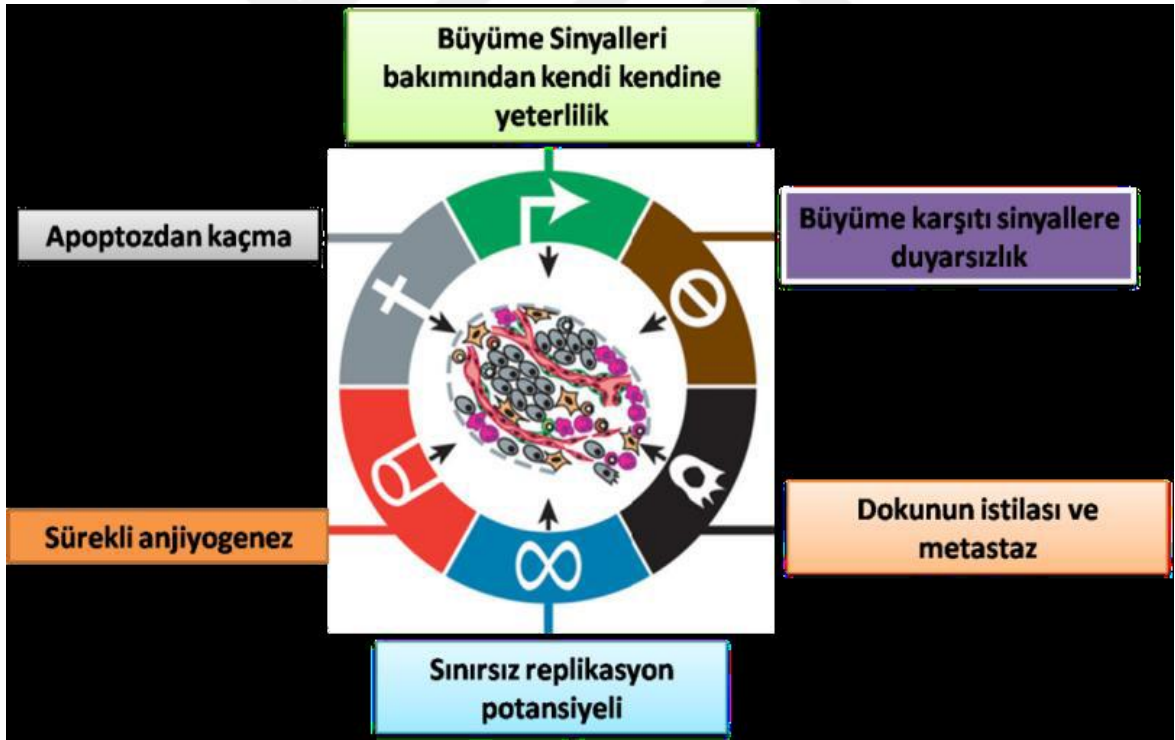 Büyüme Sinyalleri
bakımından kendi kendine
yeterlilik
Apoptozdan kaçma
Büyüme karşıtı sinyallere
duyarsızlık
Sürekli anjiyogenez
Dokunun istilası ve
metastaz
Sınırsız replikasyon
potansiyeli